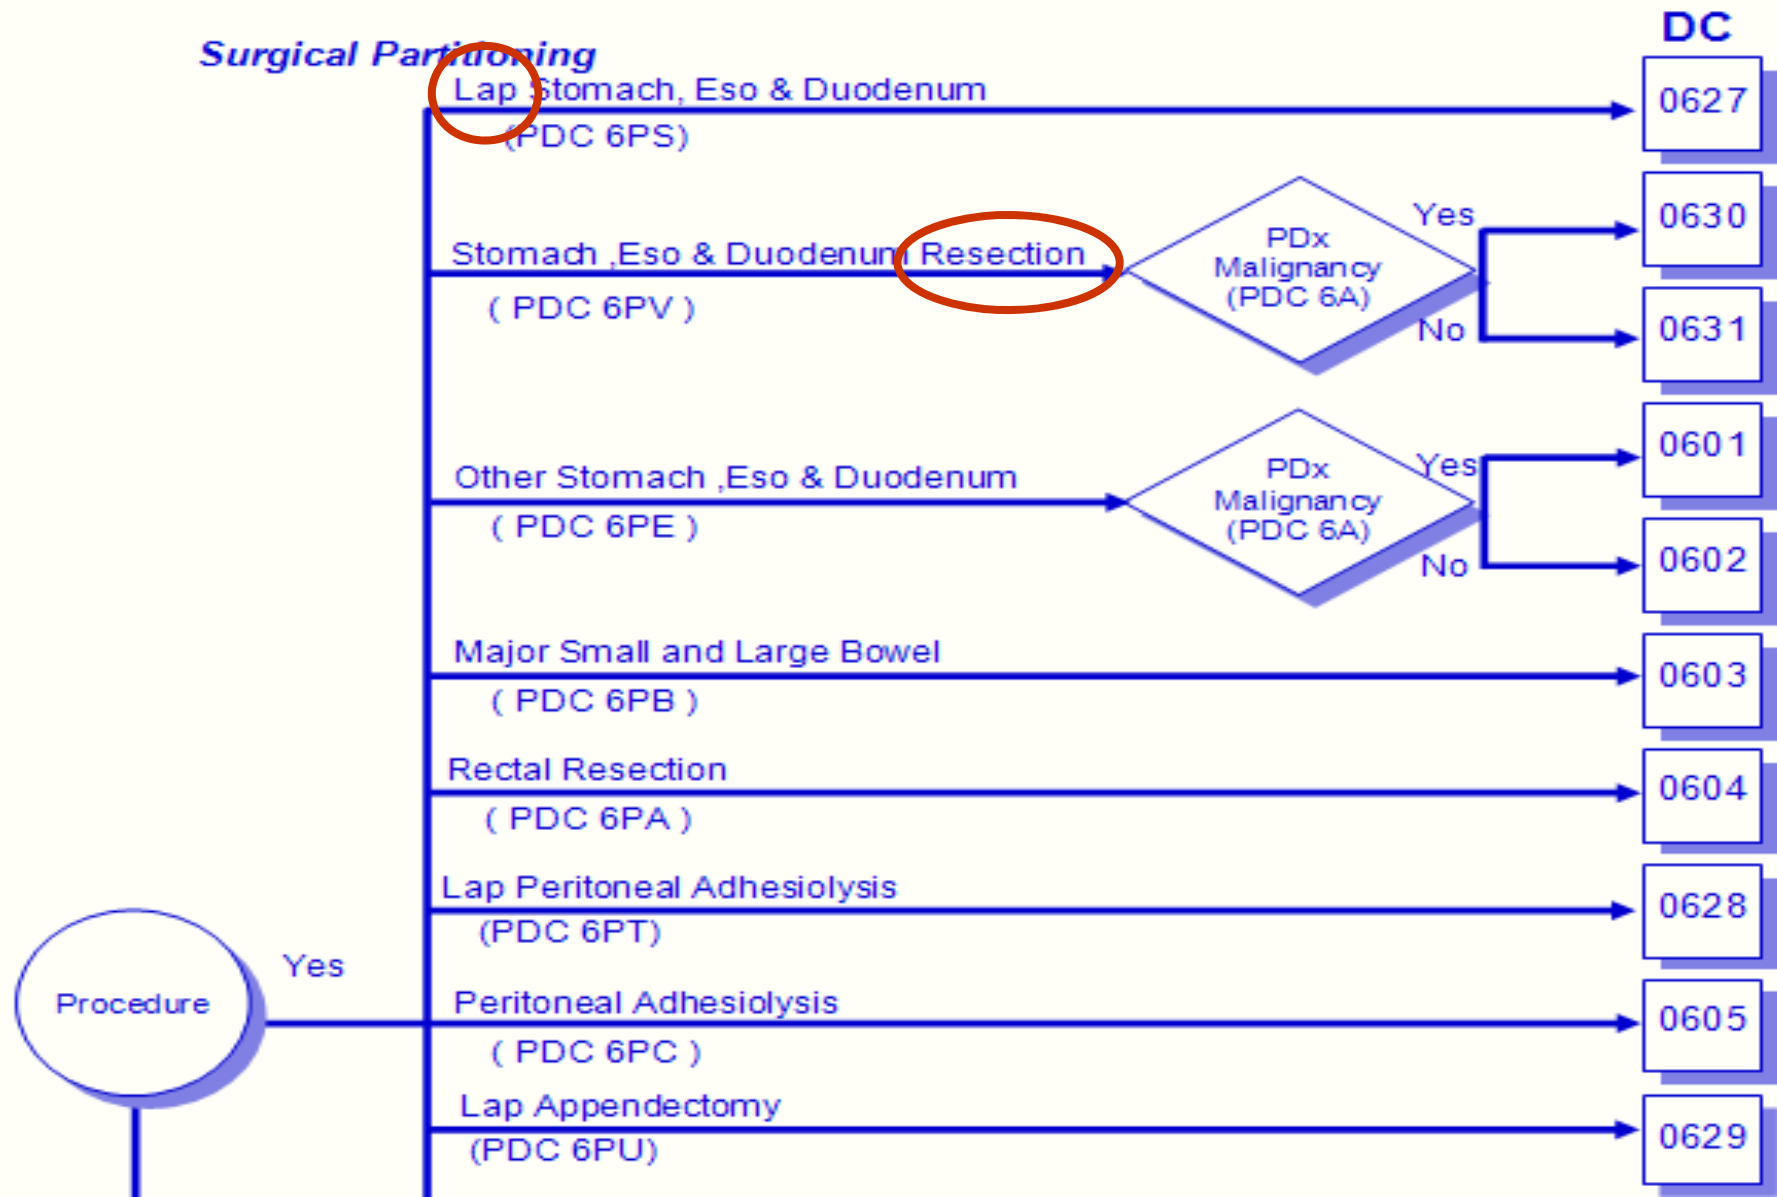 DC
Surgical Partitioning
Lap Stomach, Eso & Duodenum
(PDC 6PS)
0627
Stomach ,Eso & Duodenum Resection
( PDC 6PV )
PDx
Malignancy
(PDC 6A)
Yes
0630
No
0631
Other Stomach ,Eso & Duodenum
( PDC 6PE )
PDx
Malignancy
(PDC 6A)
Yes
0601
No
0602
Major Small and Large Bowel
( PDC 6PB )
0603
Rectal Resection
( PDC 6PA )
0604
Lap Peritoneal Adhesiolysis
(PDC 6PT)
0628
Procedure
Yes
Peritoneal Adhesiolysis
( PDC 6PC )
0605
Lap Appendectomy
(PDC 6PU)
0629